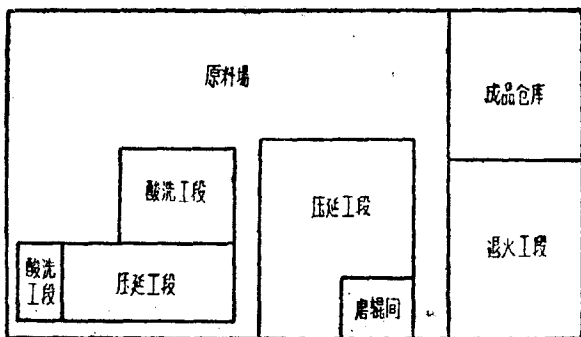 原料場
成品仓库
酸洗工段
压延工段
退火工段
酸洗
工段
压延工段
磨辊间